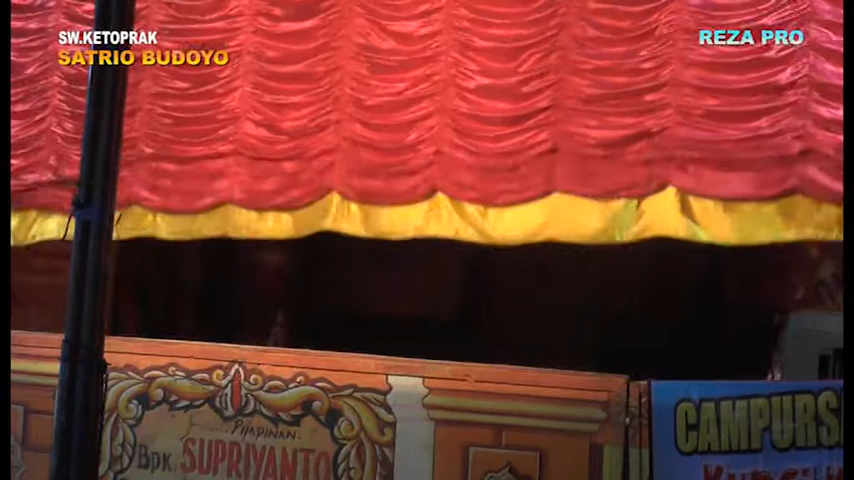 SW.KETOPRAK
SATRIO BUDOYO
REZA PRO
PIMPINAN
BPK. SUPRIYANTO
CAMPURS